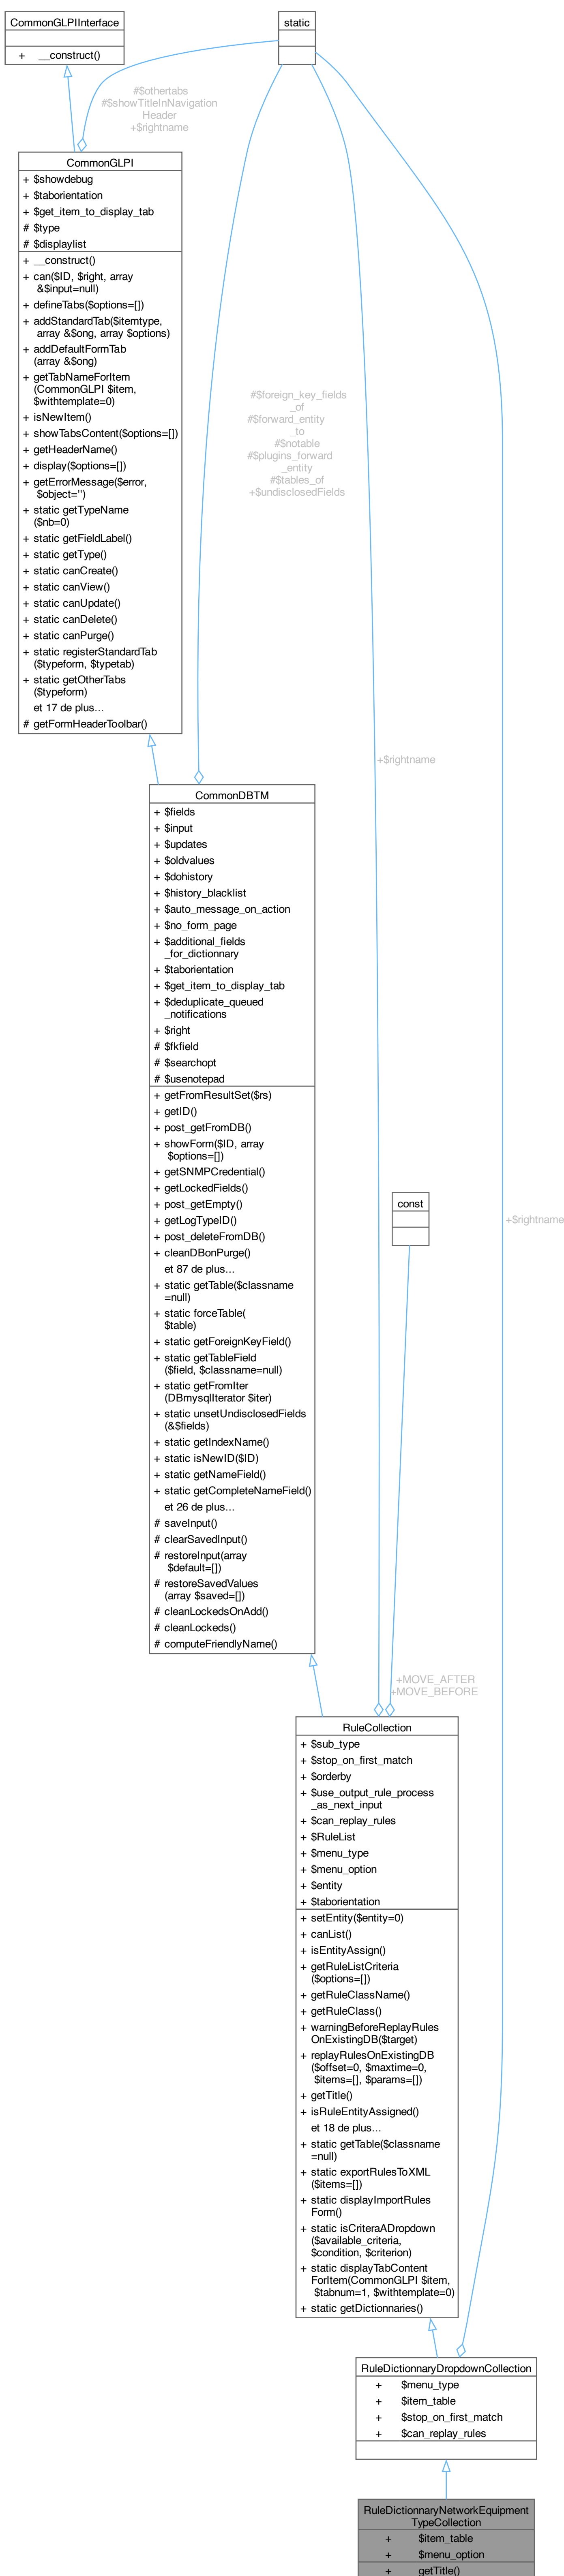 CommonGLPIInterface
+ __construct()
static
#$othertabs
#$showTitleInNavigation
Header
+$rightname
CommonGLPI
+ $showdebug
+ $taborientation
+ $get_item_to_display_tab
# $type
# $displaylist
+ __construct()
+ can($ID, $right, array
&$input=null)
+ defineTabs($options=[])
+ addStandardTab($itemtype,
array &$ong, array $options)
+ addDefaultFormTab
(array &$ong)
+ getTabNameForItem
(CommonGLPI $item,
$withtemplate=0)
+ isNewItem()
+ showTabsContent($options=[])
+ getHeaderName()
+ display($options=[])
+ getErrorMessage($error,
$object='')
+ static getTypeName
($nb=0)
+ static getFieldLabel()
+ static getType()
+ static canCreate()
+ static canView()
+ static canUpdate()
+ static canDelete()
+ static canPurge()
+ static registerStandardTab
($typeform, $typetab)
+ static getOtherTabs
($typeform)
et 17 de plus...
# getFormHeaderToolbar()
#$foreign_key_fields
_of
#$forward_entity
_to
#$notable
#$plugins_forward
_entity
#$tables_of
+$undisclosedFields
+$rightname
CommonDBTM
+ $fields
+ $input
+ $updates
+ $oldvalues
+ $dohistory
+ $history_blacklist
+ $auto_message_on_action
+ $no_form_page
+ $additional_fields
_for_dictionnary
+ $taborientation
+ $get_item_to_display_tab
+ $deduplicate_queued
_notifications
+ $right
# $fkfield
# $searchopt
# $usenotepad
+ getFromResultSet($rs)
+ getID()
+ post_getFromDB()
+ showForm($ID, array
$options=[])
+ getSNMPCredential()
+ getLockedFields()
+ post_getEmpty()
+ getLogTypeID()
+ post_deleteFromDB()
+ cleanDBonPurge()
et 87 de plus...
+ static getTable($classname
=null)
+ static forceTable(
$table)
+ static getForeignKeyField()
+ static getTableField
($field, $classname=null)
+ static getFromIter
(DBmysqlIterator $iter)
+ static unsetUndisclosedFields
(&$fields)
+ static getIndexName()
+ static isNewID($ID)
+ static getNameField()
+ static getCompleteNameField()
et 26 de plus...
# saveInput()
# clearSavedInput()
# restoreInput(array
$default=[])
# restoreSavedValues
(array $saved=[])
# cleanLockedsOnAdd()
# cleanLockeds()
# computeFriendlyName()
const
+$rightname
+MOVE_AFTER
+MOVE_BEFORE
RuleCollection
+ $sub_type
+ $stop_on_first_match
+ $orderby
+ $use_output_rule_process
_as_next_input
+ $can_replay_rules
+ $RuleList
+ $menu_type
+ $menu_option
+ $entity
+ $taborientation
+ setEntity($entity=0)
+ canList()
+ isEntityAssign()
+ getRuleListCriteria
($options=[])
+ getRuleClassName()
+ getRuleClass()
+ warningBeforeReplayRules
OnExistingDB($target)
+ replayRulesOnExistingDB
($offset=0, $maxtime=0,
$items=[], $params=[])
+ getTitle()
+ isRuleEntityAssigned()
et 18 de plus...
+ static getTable($classname
=null)
+ static exportRulesToXML
($items=[])
+ static displayImportRules
Form()
+ static isCriteraADropdown
($available_criteria,
$condition, $criterion)
+ static displayTabContent
ForItem(CommonGLPI $item,
$tabnum=1, $withtemplate=0)
+ static getDictionnaries()
RuleDictionnaryDropdownCollection
+ $menu_type
+ $item_table
+ $stop_on_first_match
+ $can_replay_rules
RuleDictionnaryNetworkEquipment
TypeCollection
+ $item_table
+ $menu_option
+ getTitle()